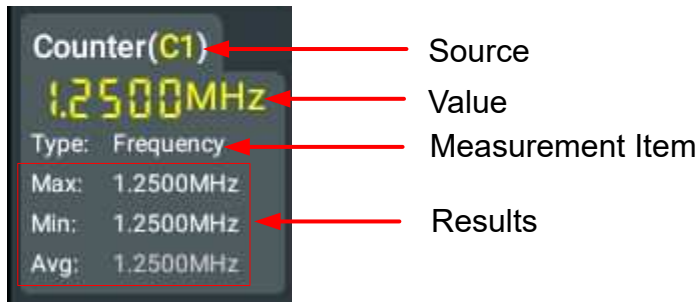 Counter(C1)
Source
1.2500MHz
Value
Type: Frequency
Measurement Item
Max: 1.2500MHz
Min: 1.2500MHz
Results
Avg: 1.2500MHz